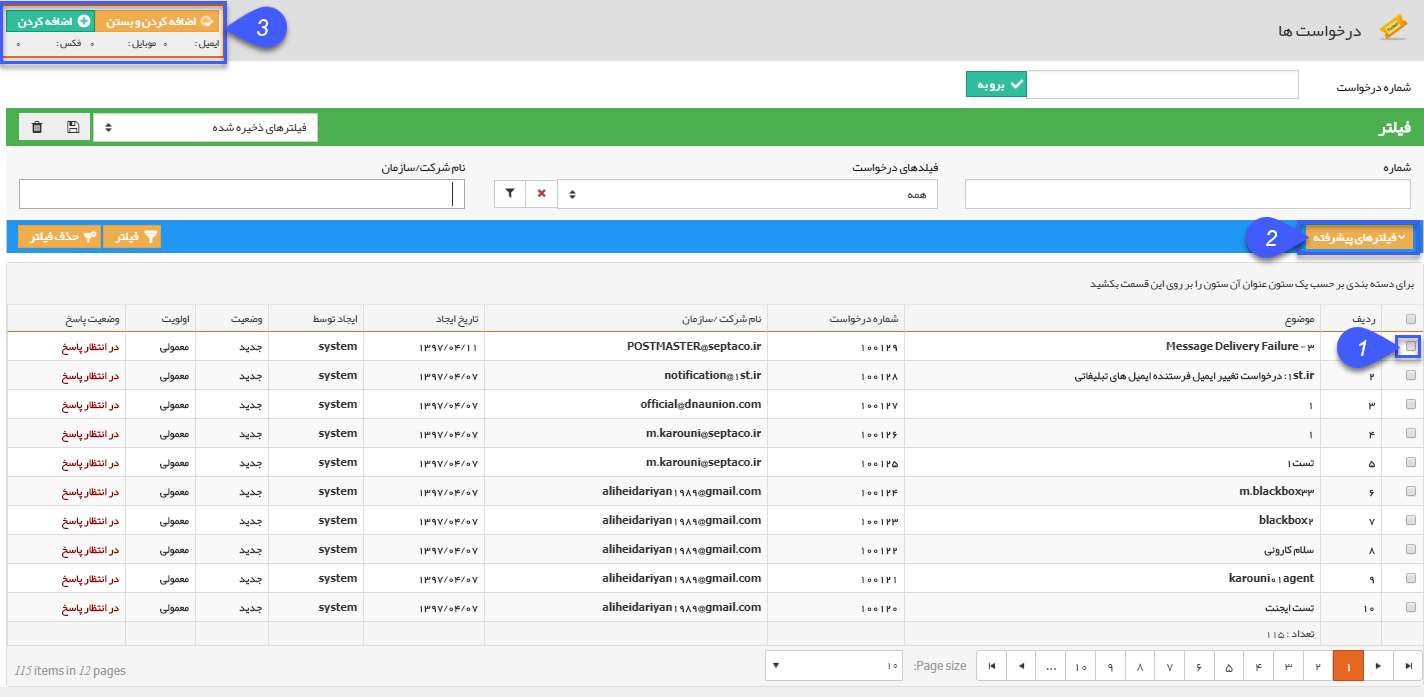 درخواست ها
3
اضافه کردن و بستن
اضافه کردن
ایمیل : ۰ موبایل : ۰ فکس : ۰
شماره درخواست
برو به
فیلتر
فیلترهای ذخیره شده
شماره
فیلدهای درخواست
نام شرکت/سازمان
همه
2
فیلترهای پیشرفته
فیلتر
حذف فیلتر
برای دسته بندی بر حسب یک ستون عنوان آن ستون را بر روی این قسمت بکشید
ردیف موضوع شماره درخواست نام شرکت /سازمان تاریخ ایجاد ایجاد توسط وضعیت اولویت وضعیت پاسخ
1
Message Delivery Failure - ۳ ۱۰۰۱۲۹ POSTMASTER@septaco.ir ۱۳۹۷/۰۴/۱۱ system جدید معمولی در انتظار پاسخ
۲ ۱st.ir: درخواست تغییر ایمیل فرستنده ایمیل های تبلیغاتی ۱۰۰۱۲۸ notification@۱st.ir ۱۳۹۷/۰۴/۰۷ system جدید معمولی در انتظار پاسخ
۳ ۱ ۱۰۰۱۲۷ official@dnaunion.com ۱۳۹۷/۰۴/۰۷ system جدید معمولی در انتظار پاسخ
۴ ۱ ۱۰۰۱۲۶ m.karouni@septaco.ir ۱۳۹۷/۰۴/۰۷ system جدید معمولی در انتظار پاسخ
۵ تست۱ ۱۰۰۱۲۵ m.karouni@septaco.ir ۱۳۹۷/۰۴/۰۷ system جدید معمولی در انتظار پاسخ
۶ m.blackbox۳۳ ۱۰۰۱۲۴ aliheidariyan۱۹۸۹@gmail.com ۱۳۹۷/۰۴/۰۷ system جدید معمولی در انتظار پاسخ
۷ blackbox۲ ۱۰۰۱۲۳ aliheidariyan۱۹۸۹@gmail.com ۱۳۹۷/۰۴/۰۷ system جدید معمولی در انتظار پاسخ
۸ سلام کارونی ۱۰۰۱۲۲ aliheidariyan۱۹۸۹@gmail.com ۱۳۹۷/۰۴/۰۷ system جدید معمولی در انتظار پاسخ
۹ karouni۰۱agent ۱۰۰۱۲۱ aliheidariyan۱۹۸۹@gmail.com ۱۳۹۷/۰۴/۰۷ system جدید معمولی در انتظار پاسخ
۱۰ تست ایجنت ۱۰۰۱۲۰ aliheidariyan۱۹۸۹@gmail.com ۱۳۹۷/۰۴/۰۷ system جدید معمولی در انتظار پاسخ
تعداد : ۱۱۵
۱ ۲ ۳ ۴ ۵ ۶ ۷ ۸ ۹ ۱۰ ...
Page size: ۱۰
115 items in 12 pages